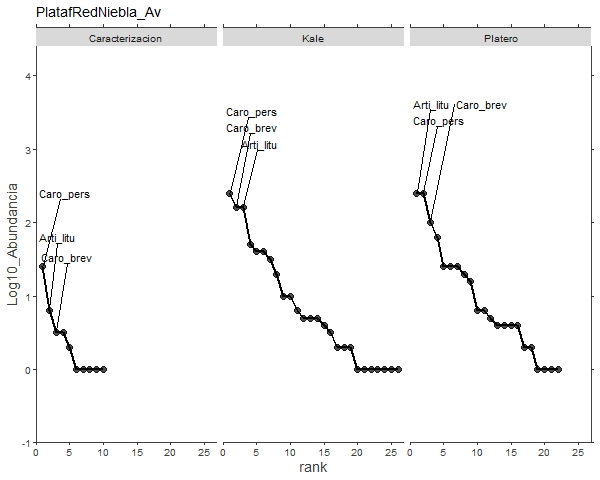 PlatafRedNiebla_Av
Caracterizacion Kale Platero
Log10_Abundancia
4
3
2
1
0
-1
Caro_pers
Arti_litu
Caro_brev
Caro_pers
Caro_brev
Arti_litu
Arti_litu Caro_brev
Caro_pers
0 5 10 15 20 25 0 5 10 15 20 25 0 5 10 15 20 25
rank